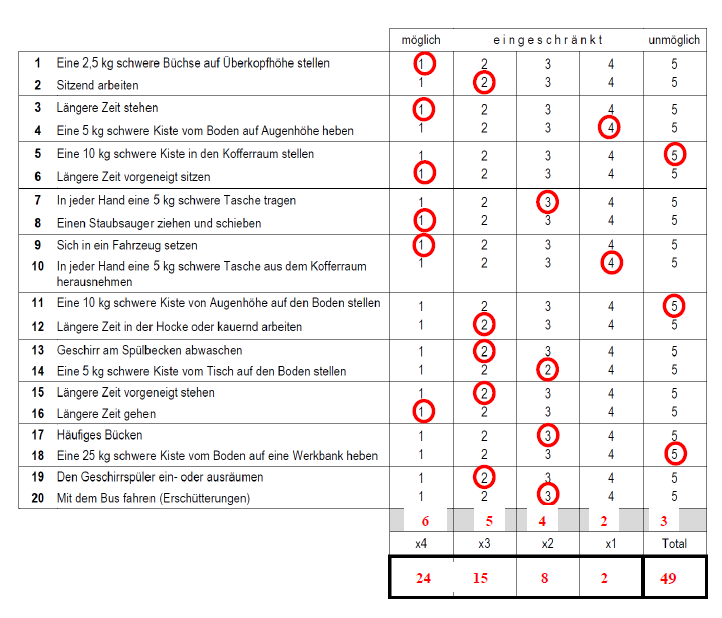 möglich eingeschränkt unmöglich
1 Eine 2,5 kg schwere Büchse auf Überkopfhöhe stellen 1 2 3 4 5
2 Sitzend arbeiten 1 2 3 4 5
3 Längere Zeit stehen 1 2 3 4 5
4 Eine 5 kg schwere Kiste vom Boden auf Augenhöhe heben 1 2 3 4 5
5 Eine 10 kg schwere Kiste in den Kofferraum stellen 1 2 3 4 5
6 Längere Zeit vorgeneigt sitzen 1 2 3 4 5
7 In jeder Hand eine 5 kg schwere Tasche tragen 1 2 3 4 5
8 Einen Staubsauger ziehen und schieben 1 2 3 4 5
9 Sich in ein Fahrzeug setzen 1 2 3 4 5
10 In jeder Hand eine 5 kg schwere Tasche aus dem Kofferraum 1 2 3 4 5
herausnehmen
11 Eine 10 kg schwere Kiste von Augenhöhe auf den Boden stellen 1 2 3 4 5
12 Längere Zeit in der Hocke oder kauernd arbeiten 1 2 3 4 5
13 Geschirr am Spülbecken abwaschen 1 2 3 4 5
14 Eine 5 kg schwere Kiste vom Tisch auf den Boden stellen 1 2 2 4 5
15 Längere Zeit vorgeneigt stehen 1 2 3 4 5
16 Längere Zeit gehen 1 2 3 4 5
17 Häufiges Bücken 1 2 3 4 5
18 Eine 25 kg schwere Kiste vom Boden auf eine Werkbank heben 1 2 3 4 5
19 Den Geschirrspüler ein- oder ausräumen 1 2 3 4 5
20 Mit dem Bus fahren (Erschütterungen) 1 2 3 4 5
6 5 4 2 3
x4 x3 x2 x1 Total
24 15 8 2 49